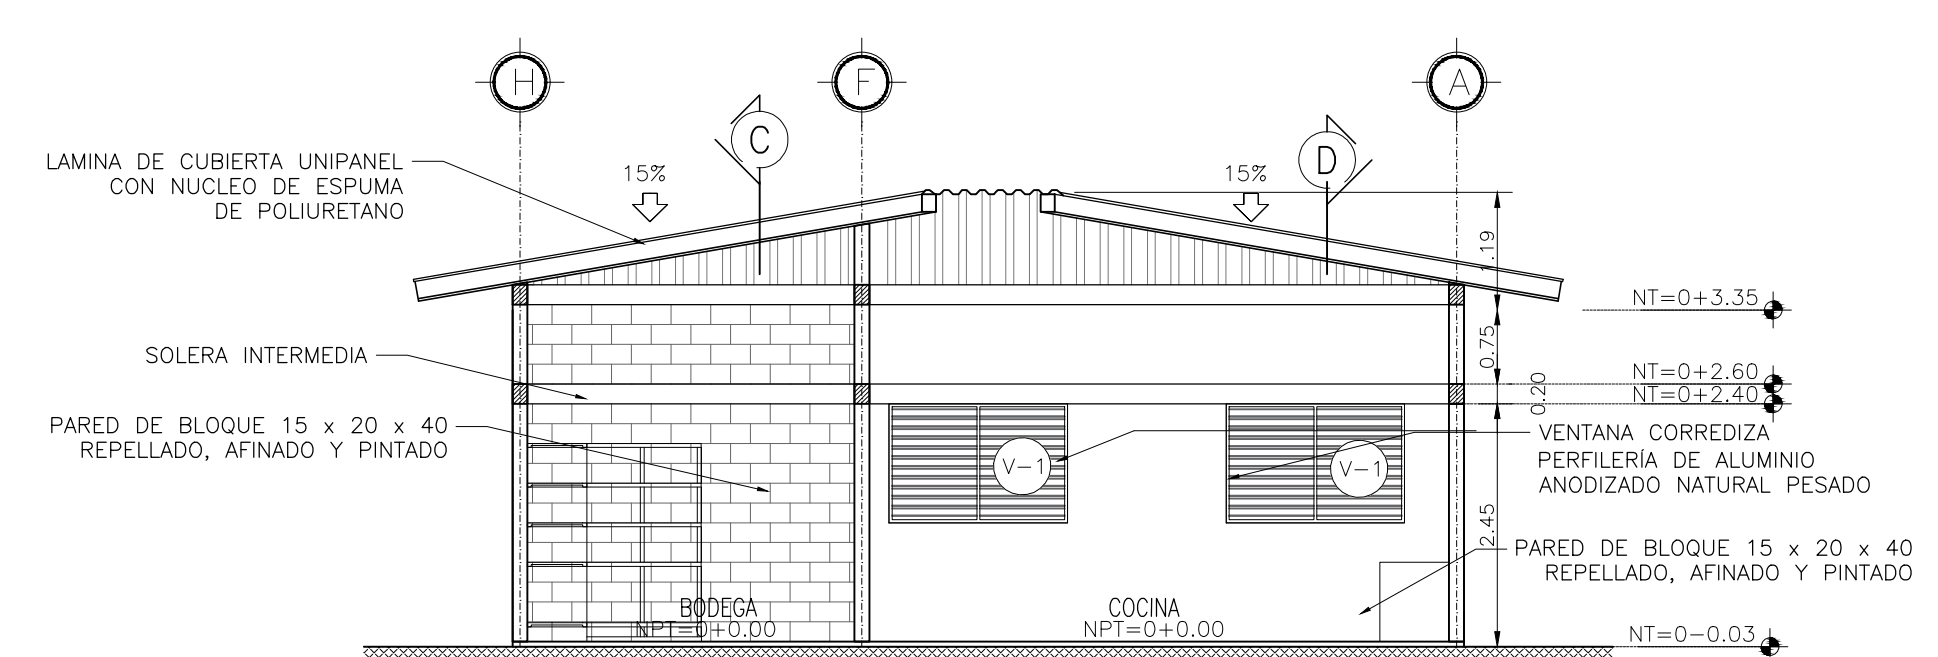 H
F
A
C
D
LAMINA DE CUBIERTA UNIPANEL
CON NUCLEO DE ESPUMA
DE POLIURETANO
15%
15%
1.19
NT=0+3.35
SOLERA INTERMEDIA
0.75
NT=0+2.60
NT=0+2.40
0.20
PARED DE BLOQUE 15 x 20 x 40
REPELLADO, AFINADO Y PINTADO
V-1
V-1
VENTANA CORREDIZA
PERFILERÍA DE ALUMINIO
ANODIZADO NATURAL PESADO
2.45
PARED DE BLOQUE 15 x 20 x 40
REPELLADO, AFINADO Y PINTADO
BODEGA
NPT=0+0.00
COCINA
NPT=0+0.00
NT=0-0.03